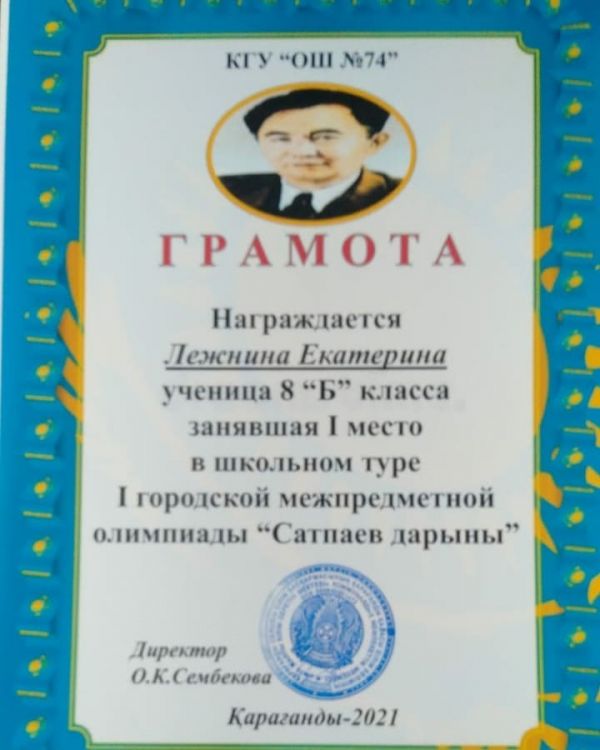 КГУ “ОШ №74”
ГРАМОТА
Награждается
Лежнина Екатерина
ученица 8 “Б” класса
занявшая I место
в школьном туре
I городской межпредметной
олимпиады “Сатпаев дарыны”
Директор
О.К.Сембекова
Қарағанды-2021